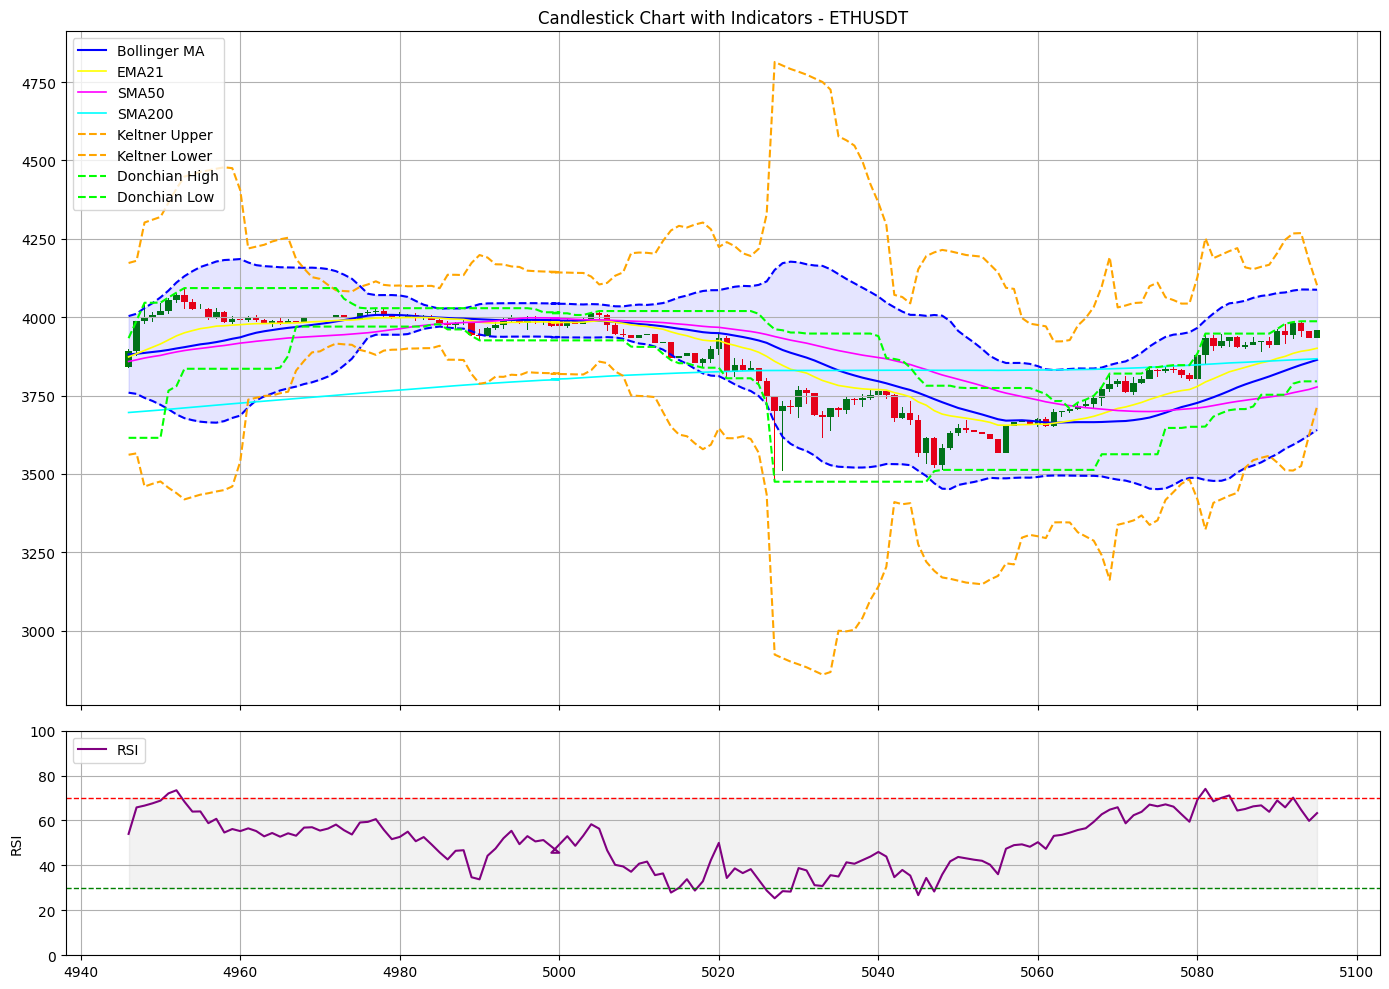 Candlestick Chart with Indicators - ETHUSDT
Bollinger MA
EMA21
SMA50
SMA200
Keltner Upper
Keltner Lower
Donchian High
Donchian Low
4750
4500
4250
4000
3750
3500
3250
3000
RSI
100
80
60
40
20
0
RSI
4940 4960 4980 5000 5020 5040 5060 5080 5100